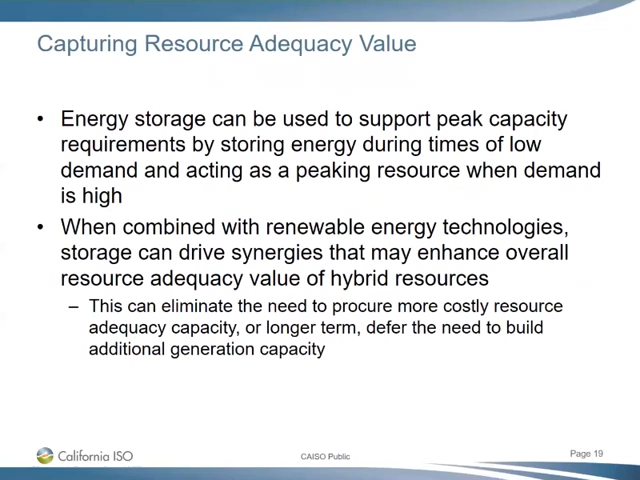 Capturing Resource Adequacy Value
• Energy storage can be used to support peak capacity
requirements by storing energy during times of low
demand and acting as a peaking resource when demand
is high
• When combined with renewable energy technologies,
storage can drive synergies that may enhance overall
resource adequacy value of hybrid resources
– This can eliminate the need to procure more costly resource
adequacy capacity, or longer term, defer the need to build
additional generation capacity
California ISO
CAISO Public
Page 19